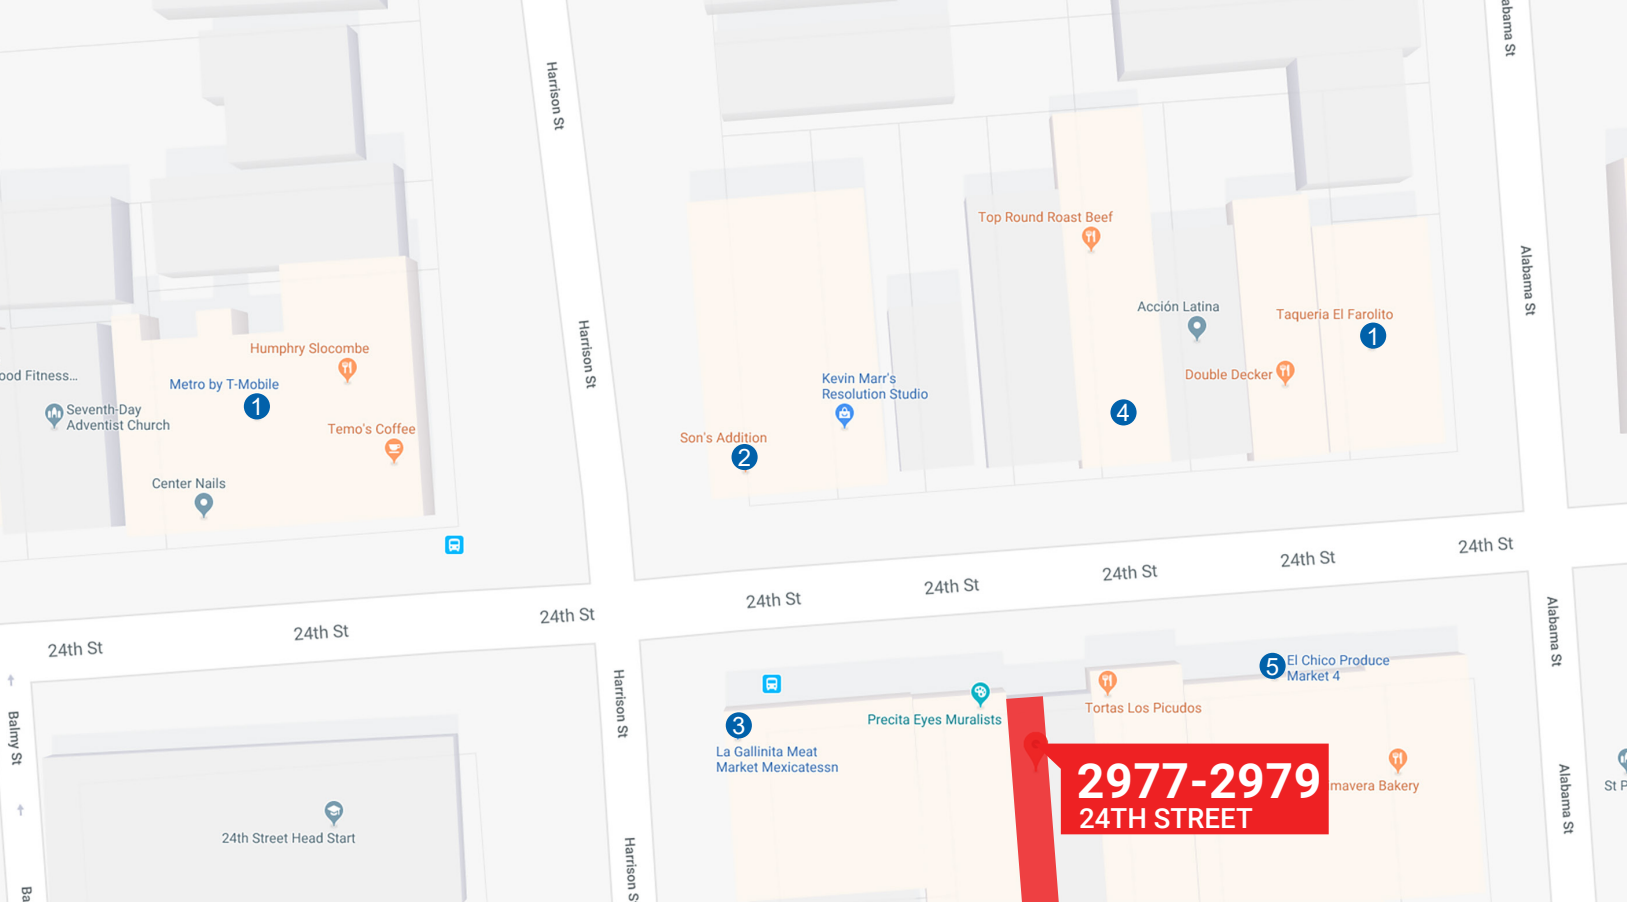 Harrison St
Alabama St
Top Round Roast Beef
Acción Latina
Taqueria El Farolito
1
Alabama St
Humphry Slocombe
Harrison St
ood Fitness...
Metro by T-Mobile
1
Kevin Marr's
Resolution Studio
Double Decker
4
Seventh-Day
Adventist Church
Temo's Coffee
Son's Addition
2
Center Nails
24th St
24th St
24th St
24th St
24th St
24th St
24th St
24th St
Balmy St
Harrison St
Alabama St
5
El Chico Produce
Market 4
Precita Eyes Muralists
Tortas Los Picudos
3
La Gallinita Meat
Market Mexicatessn
2977-2979
24TH STREET
mavera Bakery
St P
Alabama St
24th Street Head Start
Harrison S
Ba